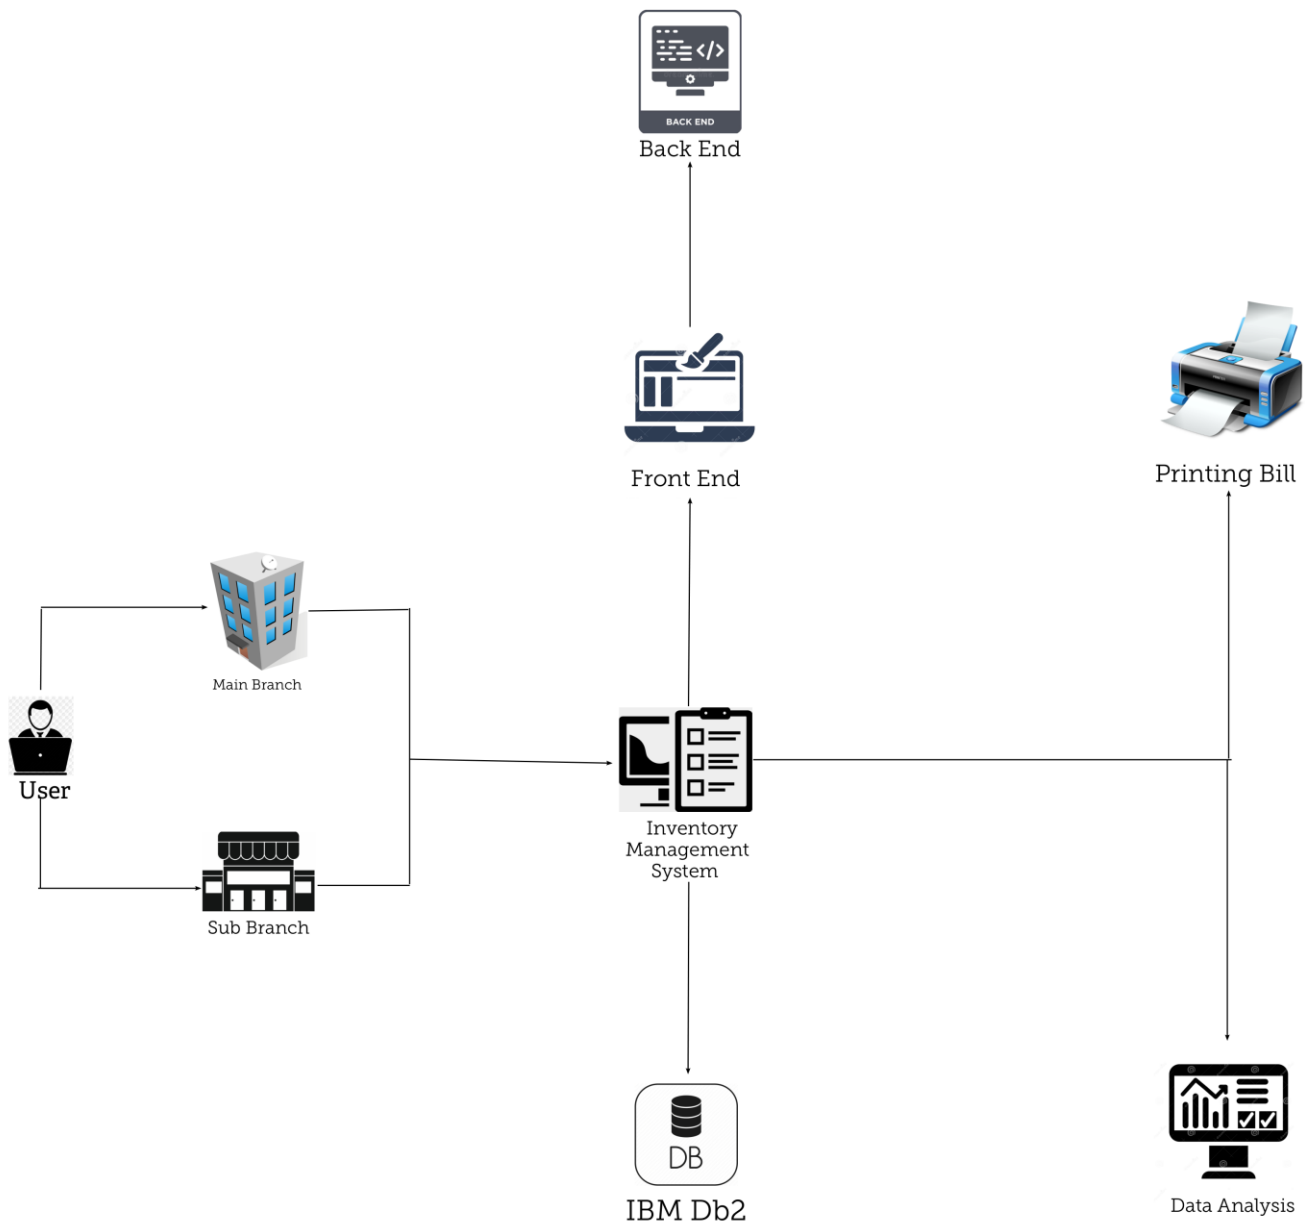 BACK END
Back End
Front End
Printing Bill
Main Branch
User
Inventory
Management
System
Sub Branch
DB
IBM Db2
Data Analysis